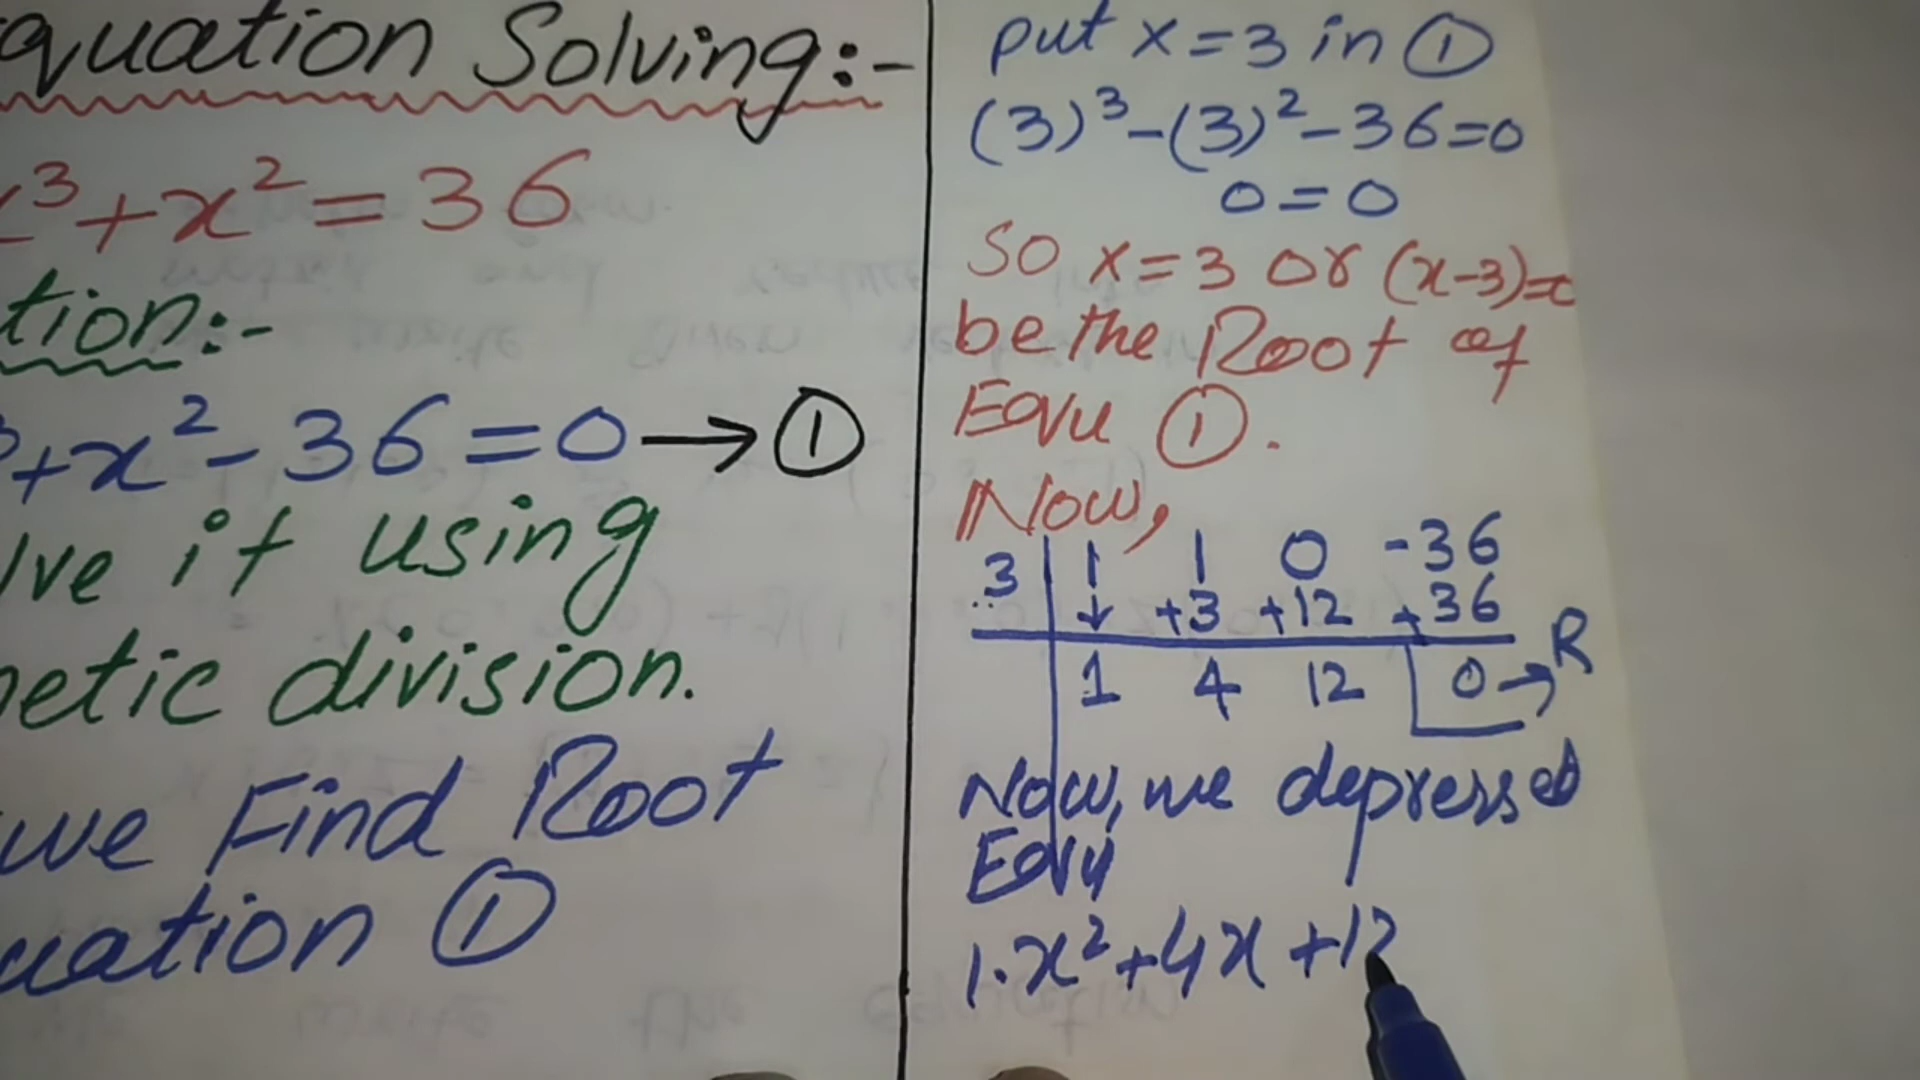 quation Solving:-
x³+x²=36
tion:-
³+x²-36=0→①
lve it using
hetic division.
we Find Root
uation ①
put x=3 in ①
(3)³-(3)²-36=0
0=0
So x=3 or (x-3)=
be the Root of
①.
Now,
3 1 1 0 -36
↓ +3 +12 +36
1 4 12 0→R
Now, we depressed
1·x²+4x+12